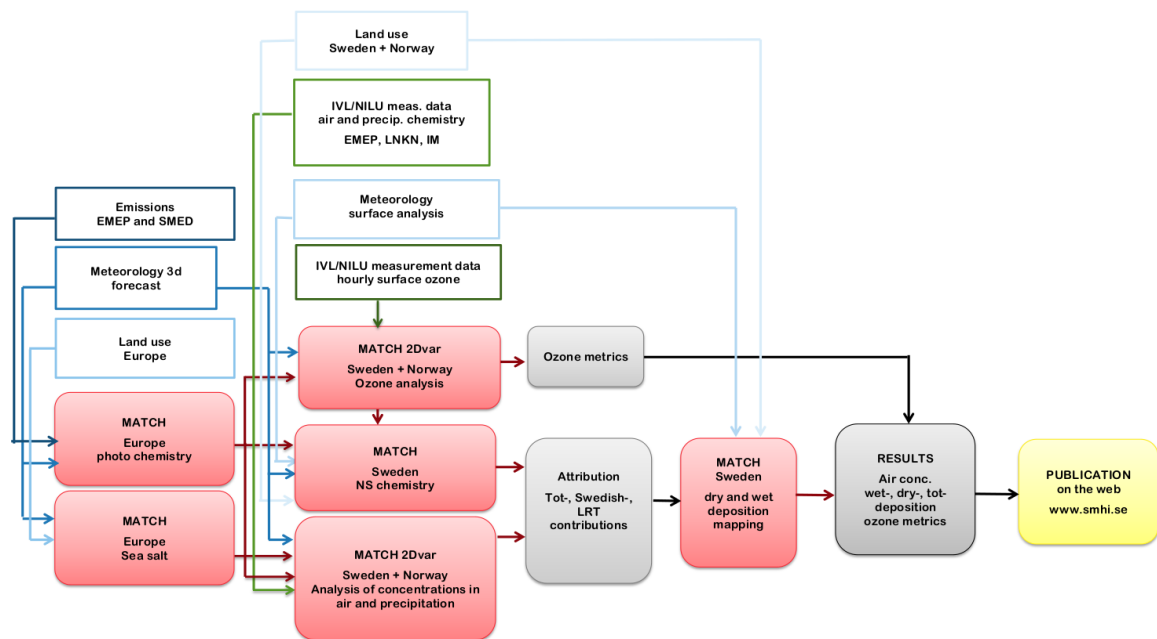 Land use
Sweden + Norway
IVL/NILU meas. data
air and precip. chemistry
EMEP, LNKN, IM
Emissions
EMEP and SMED
Meteorology
surface analysis
Meteorology 3d
forecast
IVL/NILU measurement data
hourly surface ozone
Land use
Europe
MATCH 2Dvar
Sweden + Norway
Ozone analysis
Ozone metrics
MATCH
Europe
photo chemistry
MATCH
Sweden
NS chemistry
Attribution
Tot-, Swedish-,
LRT
contributions
MATCH
Sweden
dry and wet
deposition
mapping
RESULTS
Air conc.
wet-, dry-, tot-
deposition
ozone metrics
PUBLICATION
on the web
www.smhi.se
MATCH
Europe
Sea salt
MATCH 2Dvar
Sweden + Norway
Analysis of concentrations in
air and precipitation